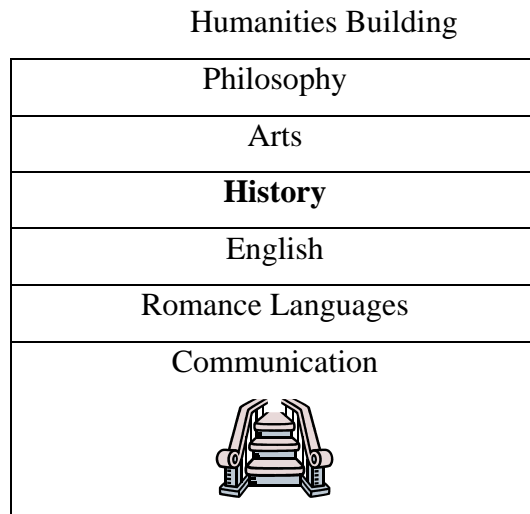 Humanities Building
Philosophy
Arts
History
English
Romance Languages
Communication